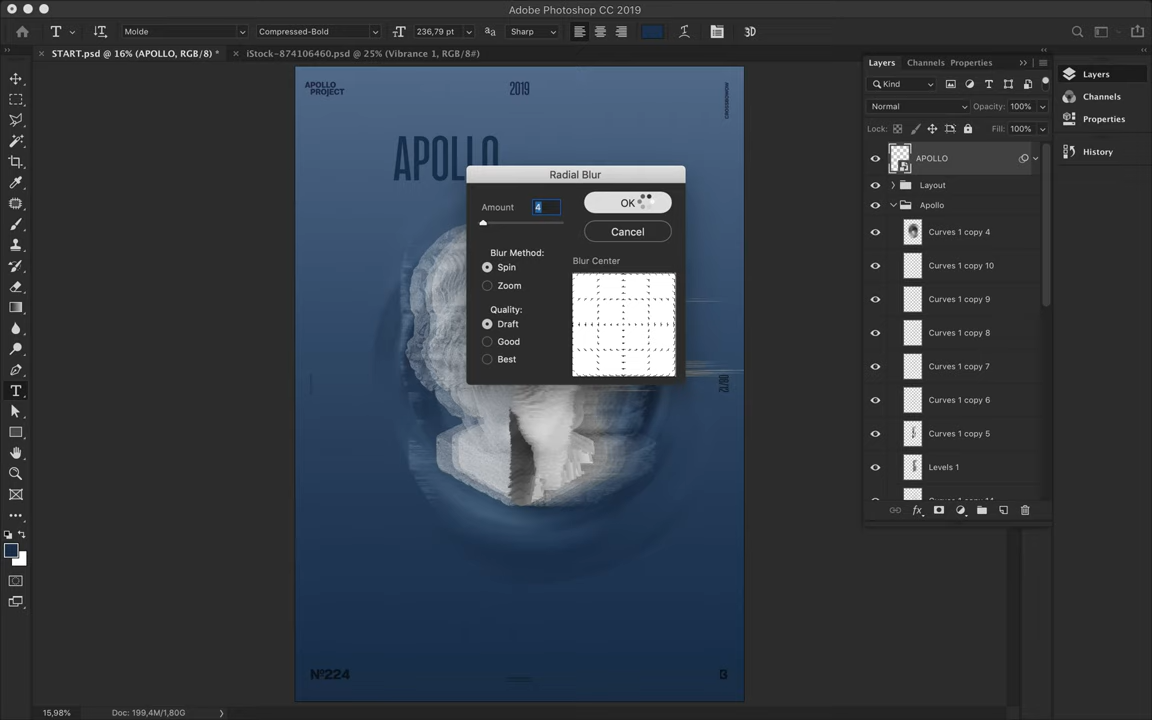 Adobe Photoshop CC 2019
Molde
Compressed-Bold
236,79 pt
Sharp
3D
START.psd @ 16% (APOLLO, RGB/8) *
iStock-874106460.psd @ 25% (Vibrance 1, RGB/8#)
APOLLO
PROJECT
2019
APOLLO
Nº224
Radial Blur
Amount
4
OK
Cancel
Blur Method:
Spin
Zoom
Blur Center
Quality:
Draft
Good
Best
Layers
Channels
Properties
Kind
Normal
Opacity: 100%
Lock:
Fill: 100%
APOLLO
Layout
Apollo
Curves 1 copy 4
Curves 1 copy 10
Curves 1 copy 9
Curves 1 copy 8
Curves 1 copy 7
Curves 1 copy 6
Curves 1 copy 5
Levels 1
Layers
Channels
Properties
History
15,98%
Doc: 199,4M/1,80G